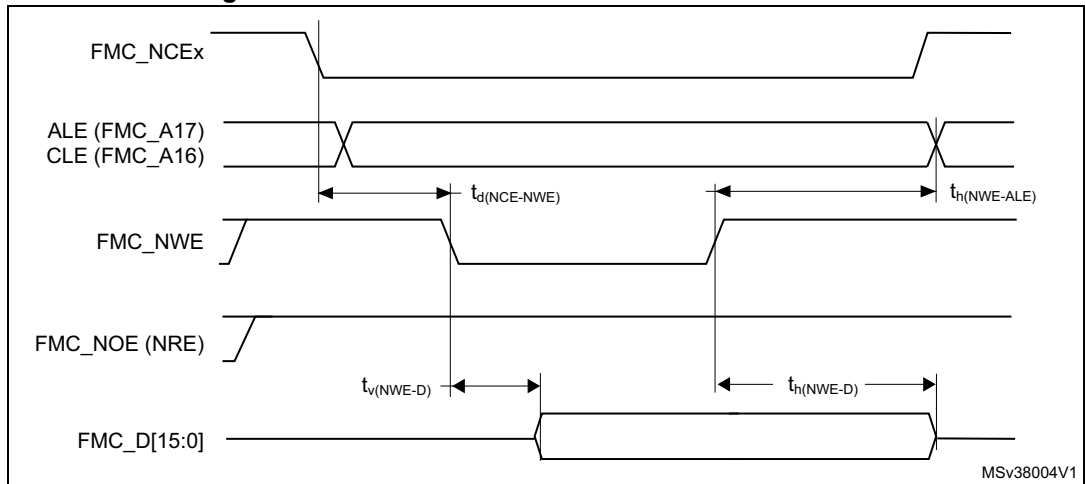 FMC_NCEx
ALE (FMC_A17)
CLE (FMC_A16)
td(NCE-NWE)
th(NWE-ALE)
FMC_NWE
FMC_NOE (NRE)
tv(NWE-D)
th(NWE-D)
FMC_D[15:0]
MSv38004V1